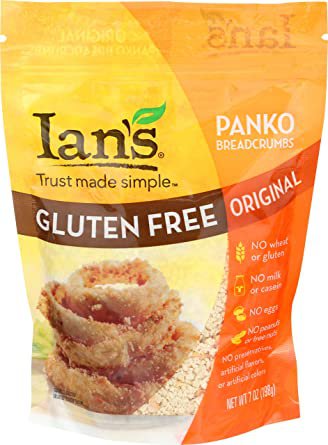 Ian's®
Trust made simple™
PANKO
BREADCRUMBS
GLUTEN FREE
ORIGINAL
NO wheat
or gluten
NO milk
or casein
NO eggs
NO peanuts
or tree nuts
NO preservatives,
artificial flavors,
or artificial colors
NET WT 7 OZ (198g)